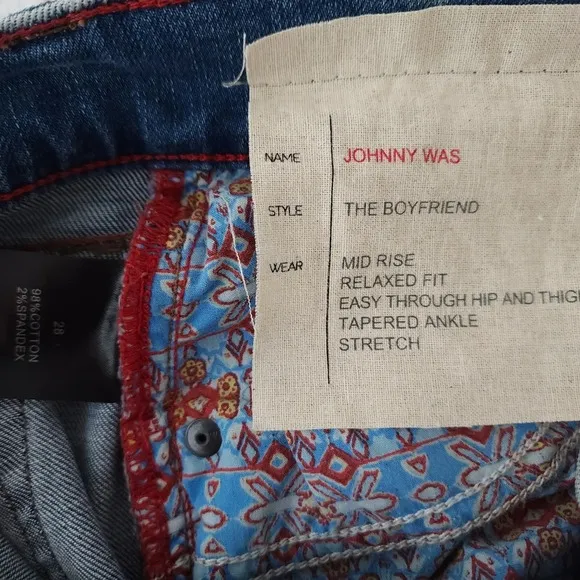 NAME JOHNNY WAS
STYLE THE BOYFRIEND
WEAR MID RISE
RELAXED FIT
EASY THROUGH HIP AND THIG
TAPERED ANKLE
STRETCH
28
98%COTTON
2%SPANDEX